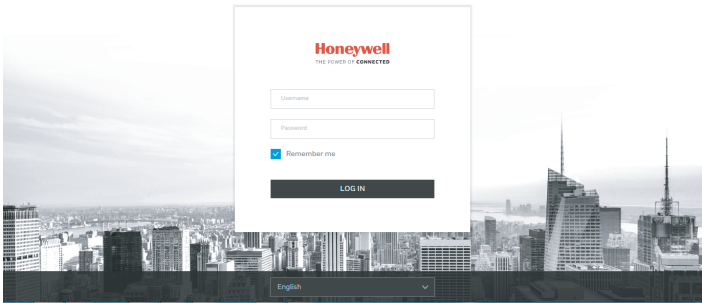 Honeywell
THE POWER OF CONNECTED
Username
Password
Remember me
LOG IN
English